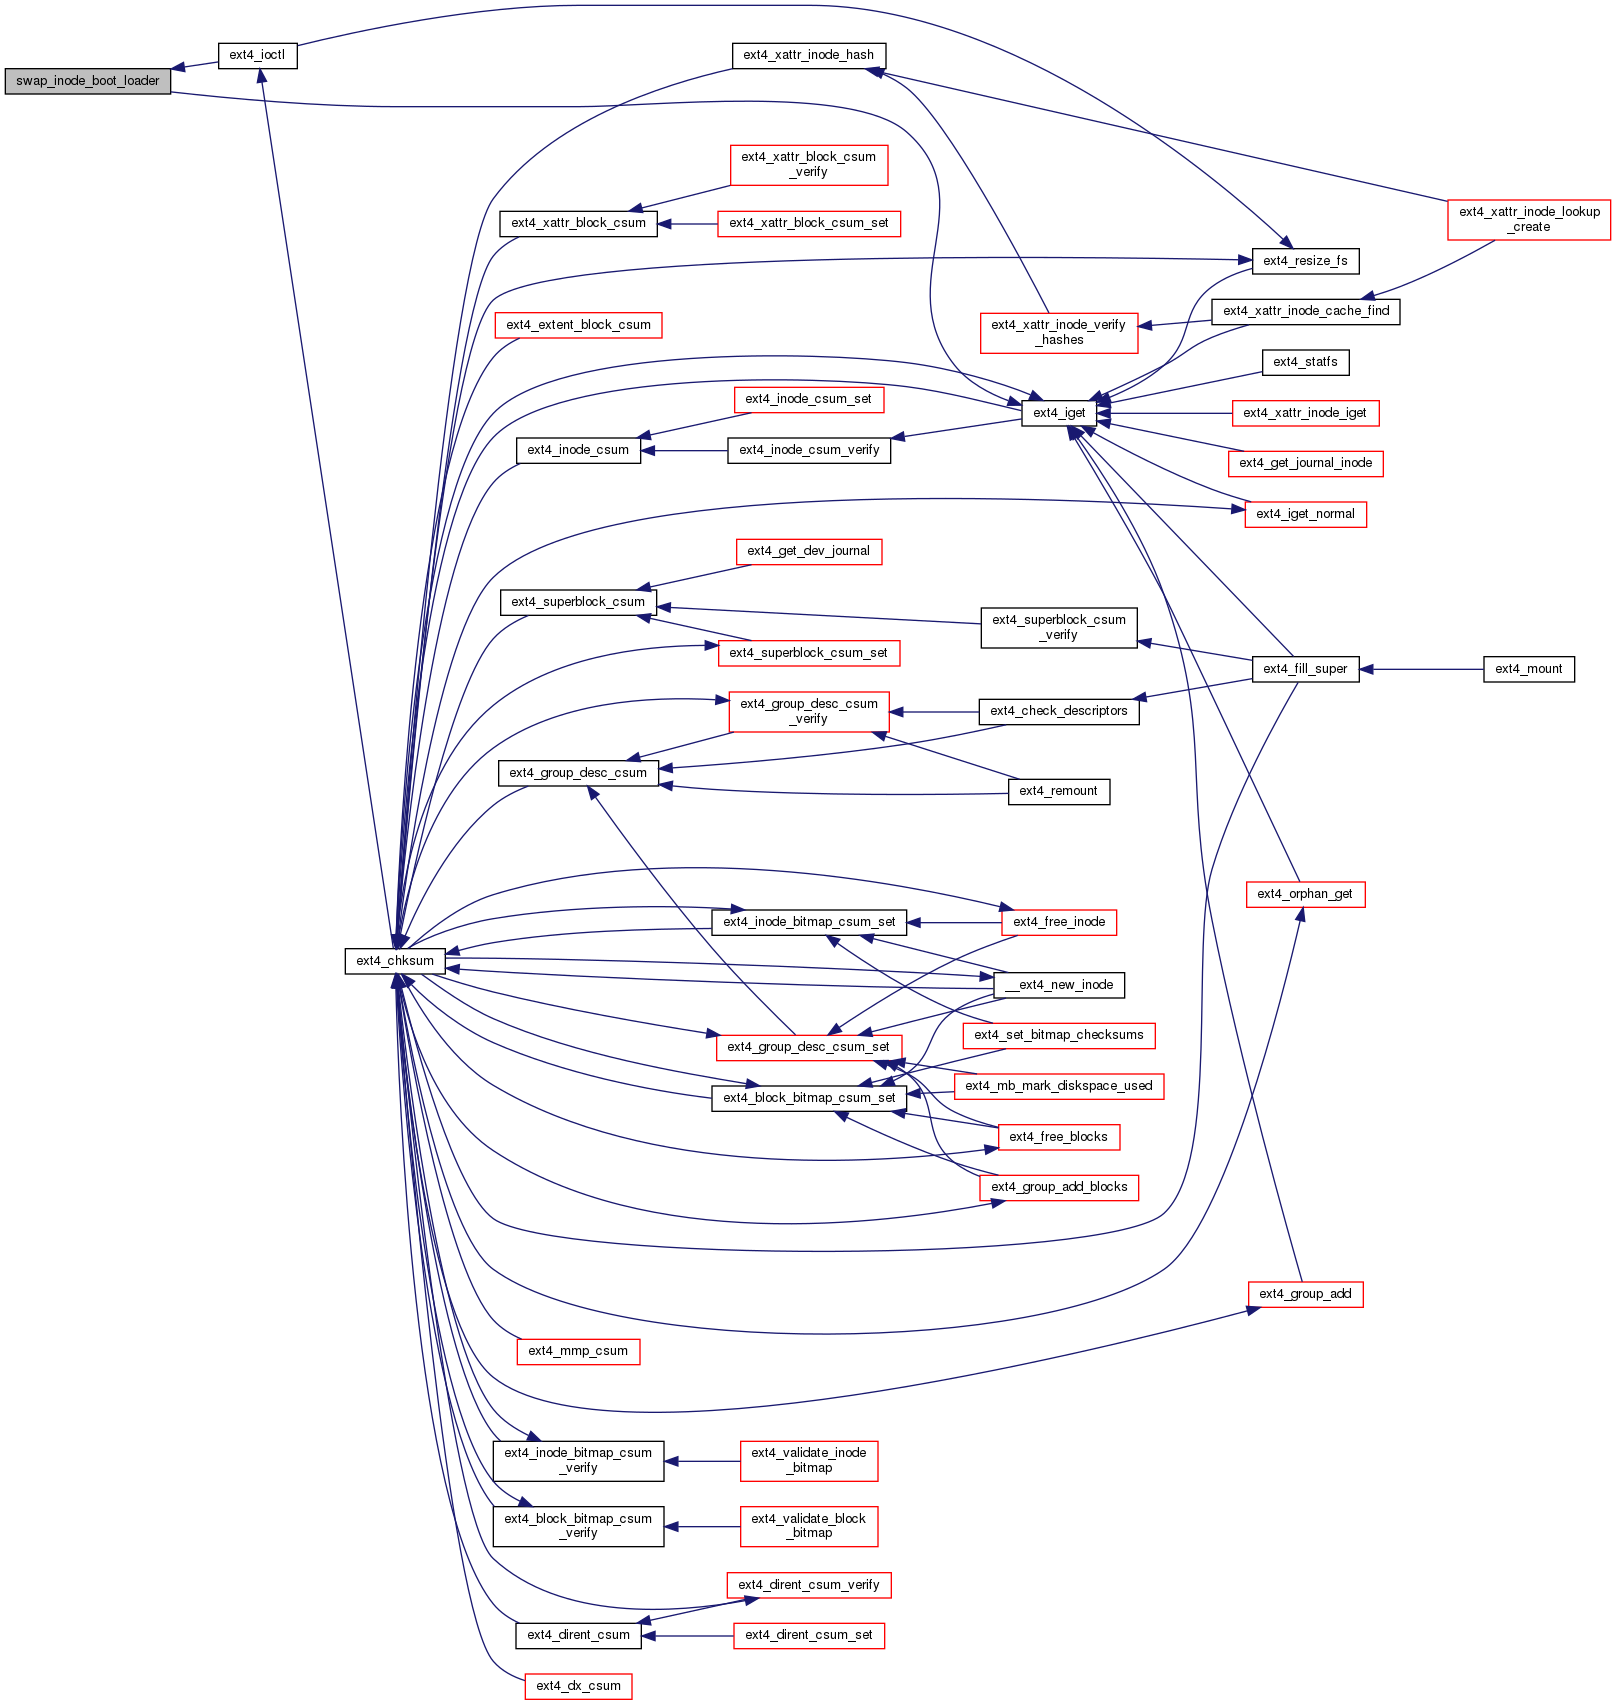 ext4_ioctl
swap_inode_boot_loader
ext4_xattr_inode_hash
ext4_xattr_block_csum
_verify
ext4_xattr_block_csum
ext4_xattr_block_csum_set
ext4_xattr_inode_lookup
_create
ext4_resize_fs
ext4_xattr_inode_cache_find
ext4_extent_block_csum
ext4_xattr_inode_verify
_hashes
ext4_statfs
ext4_inode_csum_set
ext4_iget
ext4_xattr_inode_iget
ext4_inode_csum
ext4_inode_csum_verify
ext4_get_journal_inode
ext4_iget_normal
ext4_get_dev_journal
ext4_superblock_csum
ext4_superblock_csum
_verify
ext4_superblock_csum_set
ext4_fill_super
ext4_mount
ext4_group_desc_csum
_verify
ext4_check_descriptors
ext4_group_desc_csum
ext4_remount
ext4_orphan_get
ext4_inode_bitmap_csum_set
ext4_free_inode
ext4_chksum
__ext4_new_inode
ext4_set_bitmap_checksums
ext4_group_desc_csum_set
ext4_mb_mark_diskspace_used
ext4_block_bitmap_csum_set
ext4_free_blocks
ext4_group_add_blocks
ext4_group_add
ext4_mmp_csum
ext4_inode_bitmap_csum
_verify
ext4_validate_inode
_bitmap
ext4_block_bitmap_csum
_verify
ext4_validate_block
_bitmap
ext4_dirent_csum_verify
ext4_dirent_csum
ext4_dirent_csum_set
ext4_dx_csum